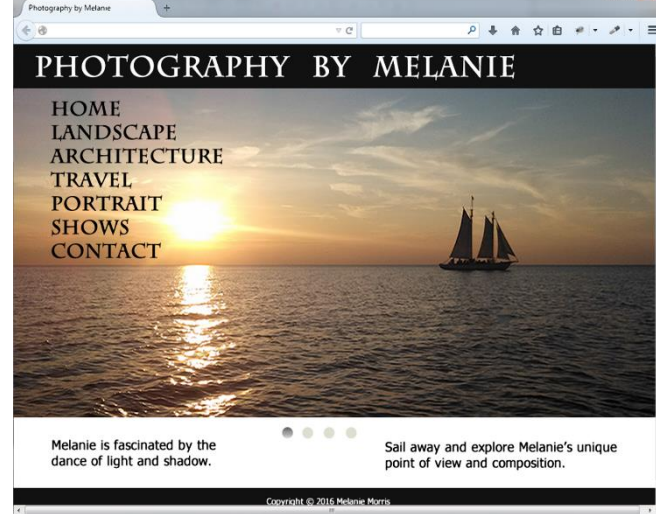 Photography by Melanie
PHOTOGRAPHY BY MELANIE
HOME
LANDSCAPE
ARCHITECTURE
TRAVEL
PORTRAIT
SHOWS
CONTACT
Melanie is fascinated by the
dance of light and shadow.
Sail away and explore Melanie's unique
point of view and composition.
Copyright © 2016 Melanie Morris